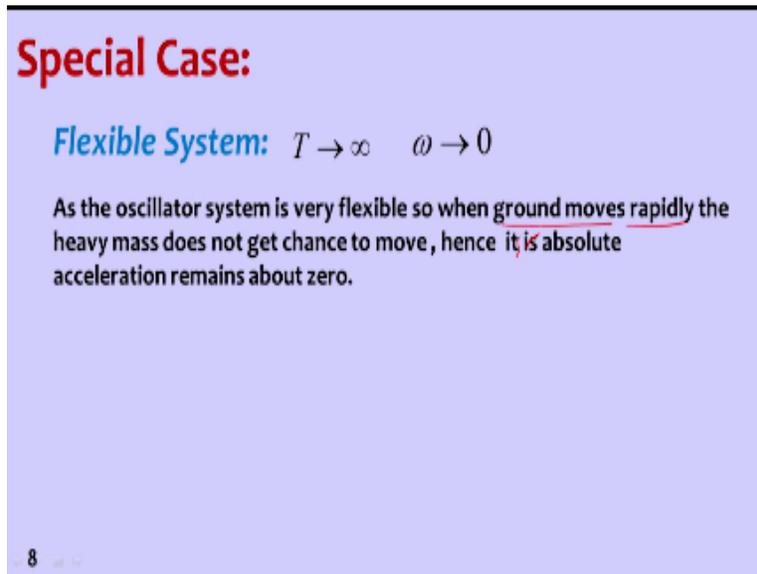 Special Case:
Flexible System: T → ∞ ω → 0
As the oscillator system is very flexible so when ground moves rapidly the
heavy mass does not get chance to move , hence it is absolute
acceleration remains about zero.
8